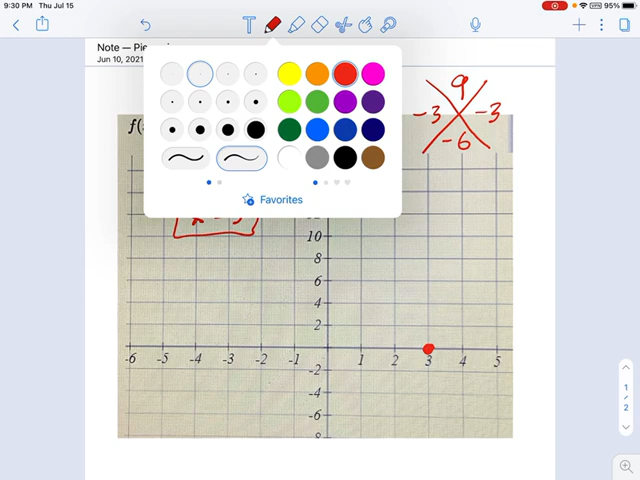 9:30 PM Thu Jul 15
VPN 95%
Note —
Jun 10, 2021
T
Favorites
9
-3 -3
-6
10
8
6
4
2
-6 -5 -4 -3 -2 -1 1 2 3 4 5
-2
-4
-6
1
2